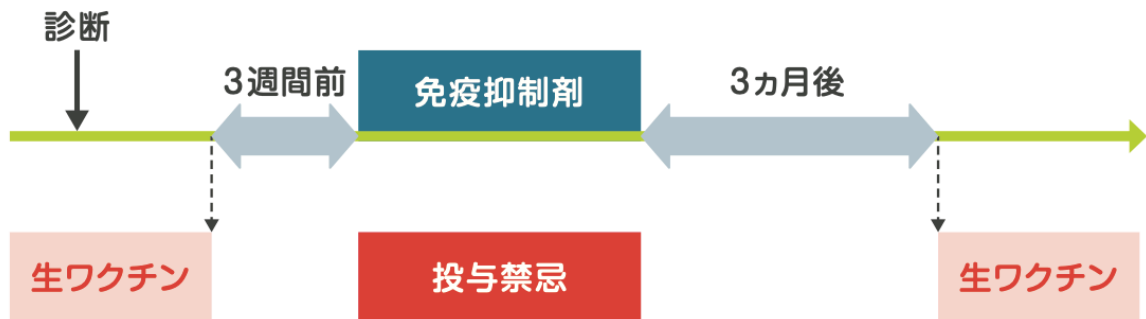 診断
3週間前
免疫抑制剤
3ヵ月後
生ワクチン
投与禁忌
生ワクチン